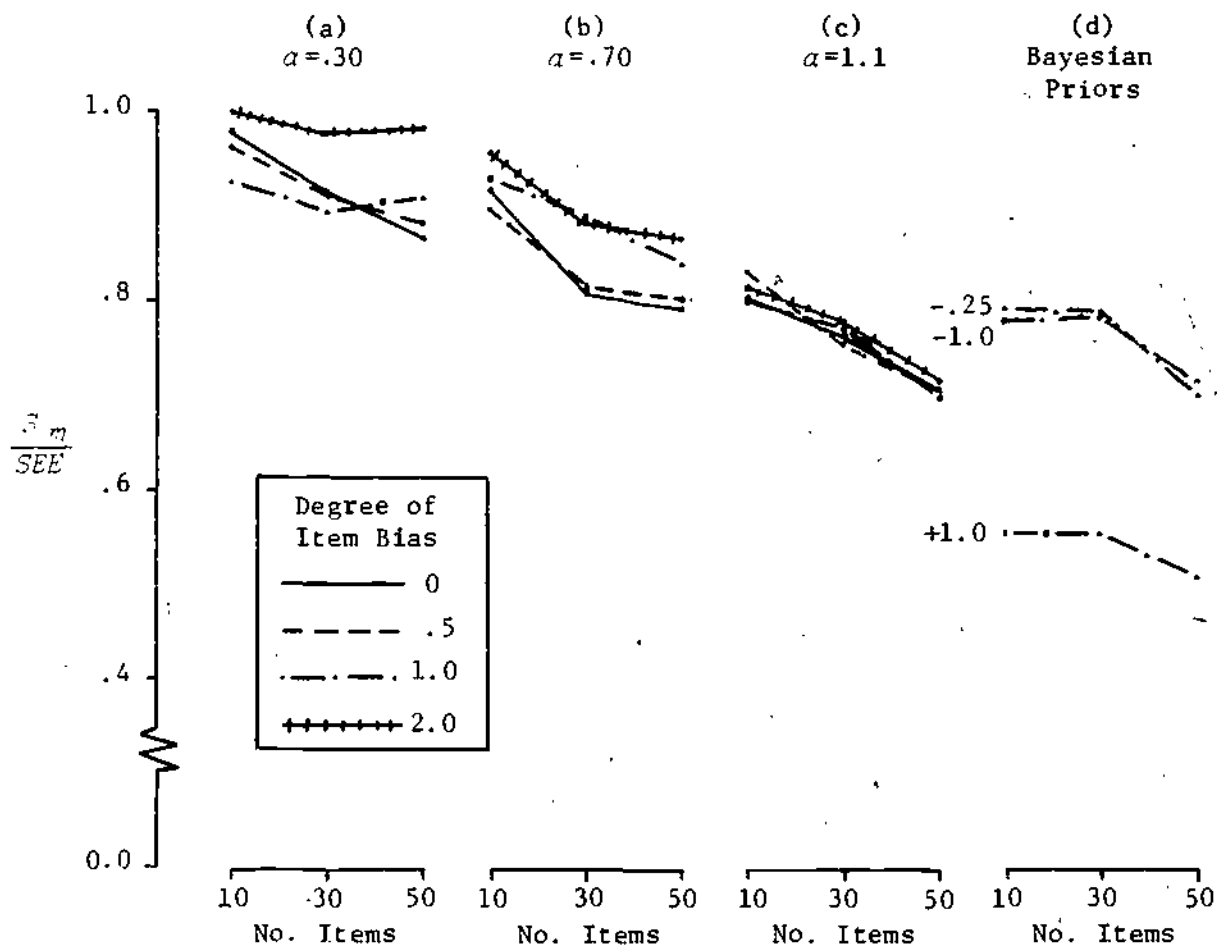 (a) (b) (c) (d)
a=.30 a=.70 a=1.1 Bayesian
Priors
1.0
.8
.4
0.0
SEE
Degree of
Item Bias
0
.5
1.0
2.0
-.25
-1.0
+1.0
.6
10 30 50 10 30 50 10 30 50 10 30 50
No. Items No. Items No. Items No. Items